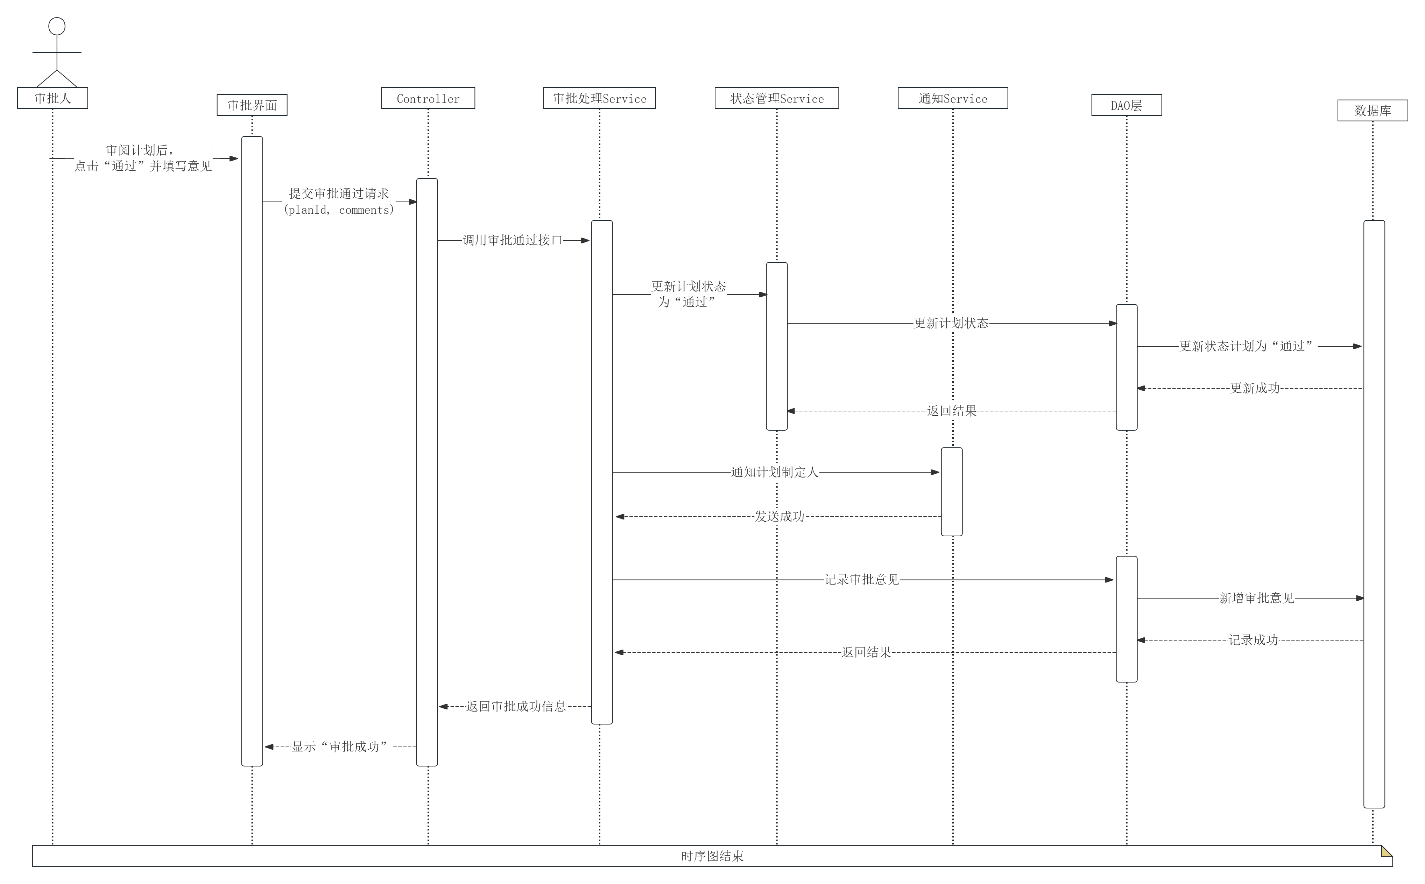 审批人
审批界面
Controller
审批处理Service
状态管理Service
通知Service
DAO层
数据库
审阅计划后，
点击“通过”并填写意见
提交审批通过请求
(planId, comments)
调用审批通过接口
更新计划状态
为“通过”
更新计划状态
更新状态计划为“通过”
更新成功
返回结果
通知计划制定人
发送成功
记录审批意见
新增审批意见
记录成功
返回结果
返回审批成功信息
显示“审批成功”
时序图结束